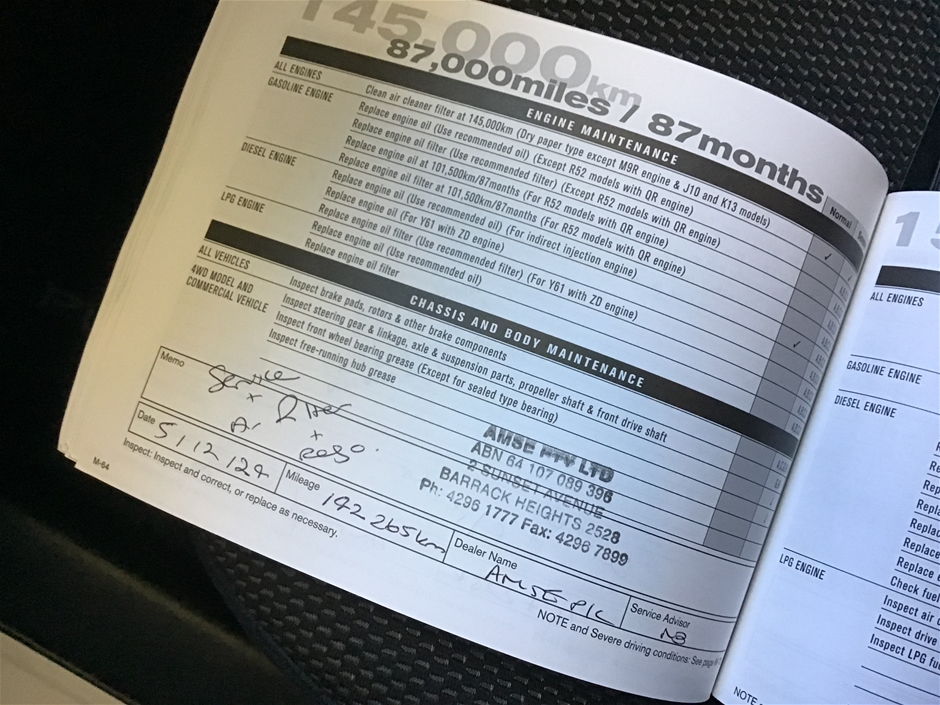 145,000km
87,000miles / 87months
ENGINE MAINTENANCE
Normal
ALL ENGINES
Clean air cleaner filter at 145,000km (Dry paper type except M9R engine & J10 and K13 models)
GASOLINE ENGINE
Replace engine oil (Use recommended oil) (Except R52 models with QR engine)
Replace engine oil filter (Use recommended filter) (Except R52 models with QR engine)
Replace engine oil at 101,500km/87months (For R52 models with QR engine)
Replace engine oil filter at 101,500km/87months (For R52 models with QR engine)
DIESEL ENGINE
Replace engine oil (Use recommended oil) (For indirect injection engine)
Replace engine oil (For Y61 with ZD engine)
Replace engine oil filter (Use recommended filter) (For Y61 with ZD engine)
LPG ENGINE
Replace engine oil (Use recommended oil)
Replace engine oil filter
CHASSIS AND BODY MAINTENANCE
ALL VEHICLES
Inspect brake pads, rotors & other brake components
4WD MODEL AND
COMMERCIAL VEHICLE
Inspect steering gear & linkage, axle & suspension parts, propeller shaft & front drive shaft
Inspect front wheel bearing grease (Except for sealed type bearing)
Inspect free-running hub grease
Memo
Service
AMSE PTY LTD
ABN 64 107 089 396
2 SUNSET AVENUE
BARRACK HEIGHTS 2528
Ph: 4296 1777 Fax: 4296 7899
Date
5/12/24
Mileage
142265km
Dealer Name
AMSE P/L
Service Advisor
Inspect: Inspect and correct, or replace as necessary.
NOTE and Severe driving conditions: See page
M-64
ALL ENGINES
GASOLINE ENGINE
DIESEL ENGINE
LPG ENGINE
Check fuel
Inspect air
Inspect drive
Inspect LPG
NOTE